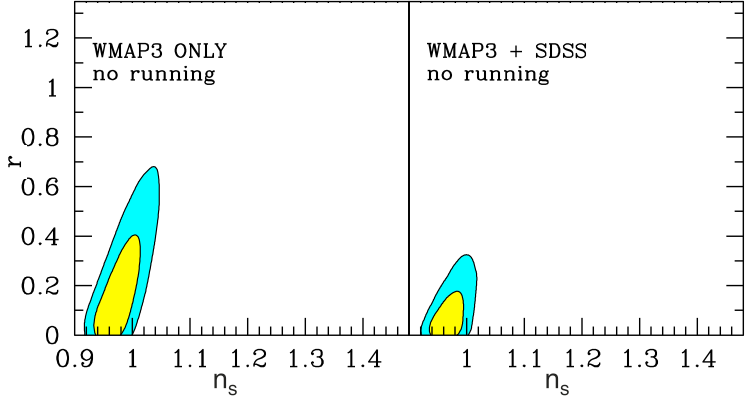 WMAP3 ONLY
no running
WMAP3 + SDSS
no running
r
1.2
1
0.8
0.6
0.4
0.2
0
0.9 1 1.1 1.2 1.3 1.4
1 1.1 1.2 1.3 1.4
nₛ
nₛ